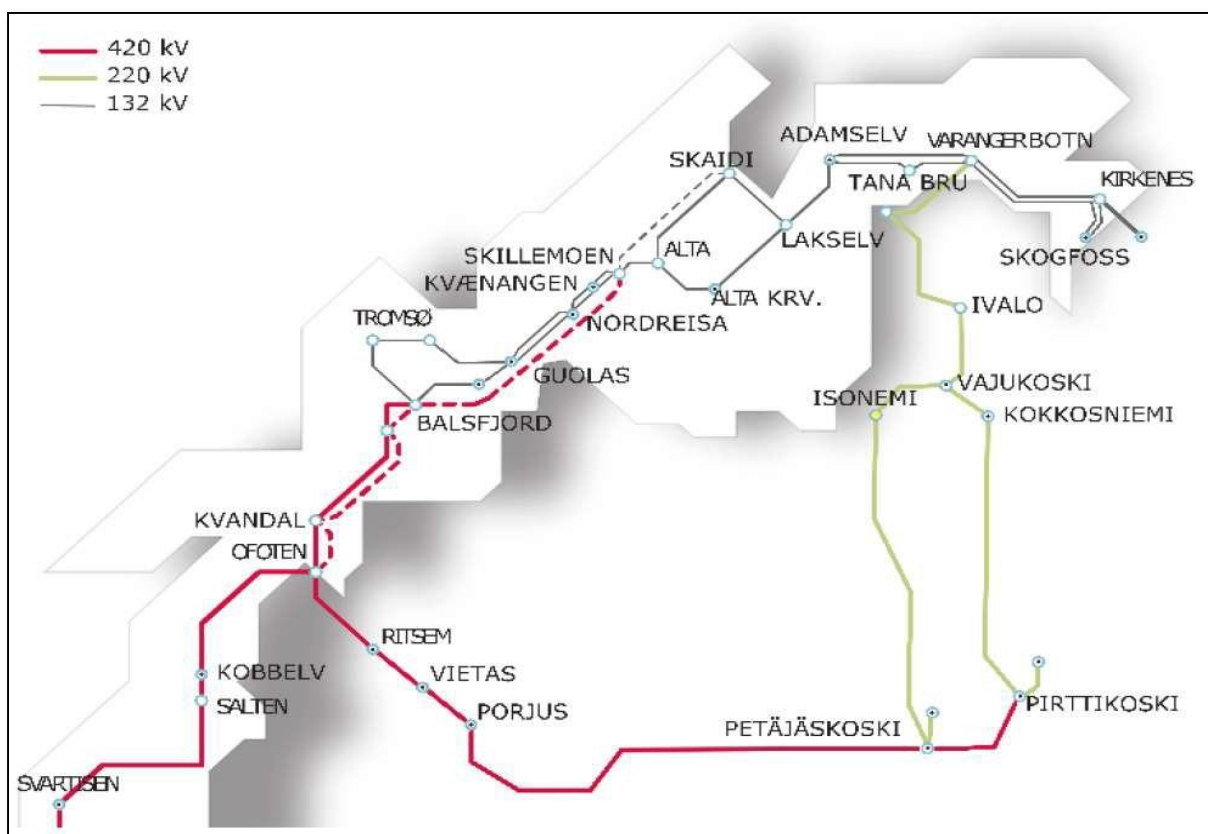 420 kV
220 kV
132 kV
ADAMSELV
VARANGERBOTN
SKAIDI
TANA BRU
KIRKENES
LAKSELV
SKOGFOSS
SKILLEMOEN
ALTA
KVÆNANGEN
ALTA KRV.
IVALO
TROMSØ
NORDREISA
GUOLAS
VAJUKOSKI
ISONEMI
KOKKOSNIEMI
BALSFJORD
KVANDAL
OFOTEN
RITSEM
KOBBELV
VIETAS
SALTEN
PORJUS
PIRTTIKOSKI
PETÄJÄSKOSKI
SVARTISEN